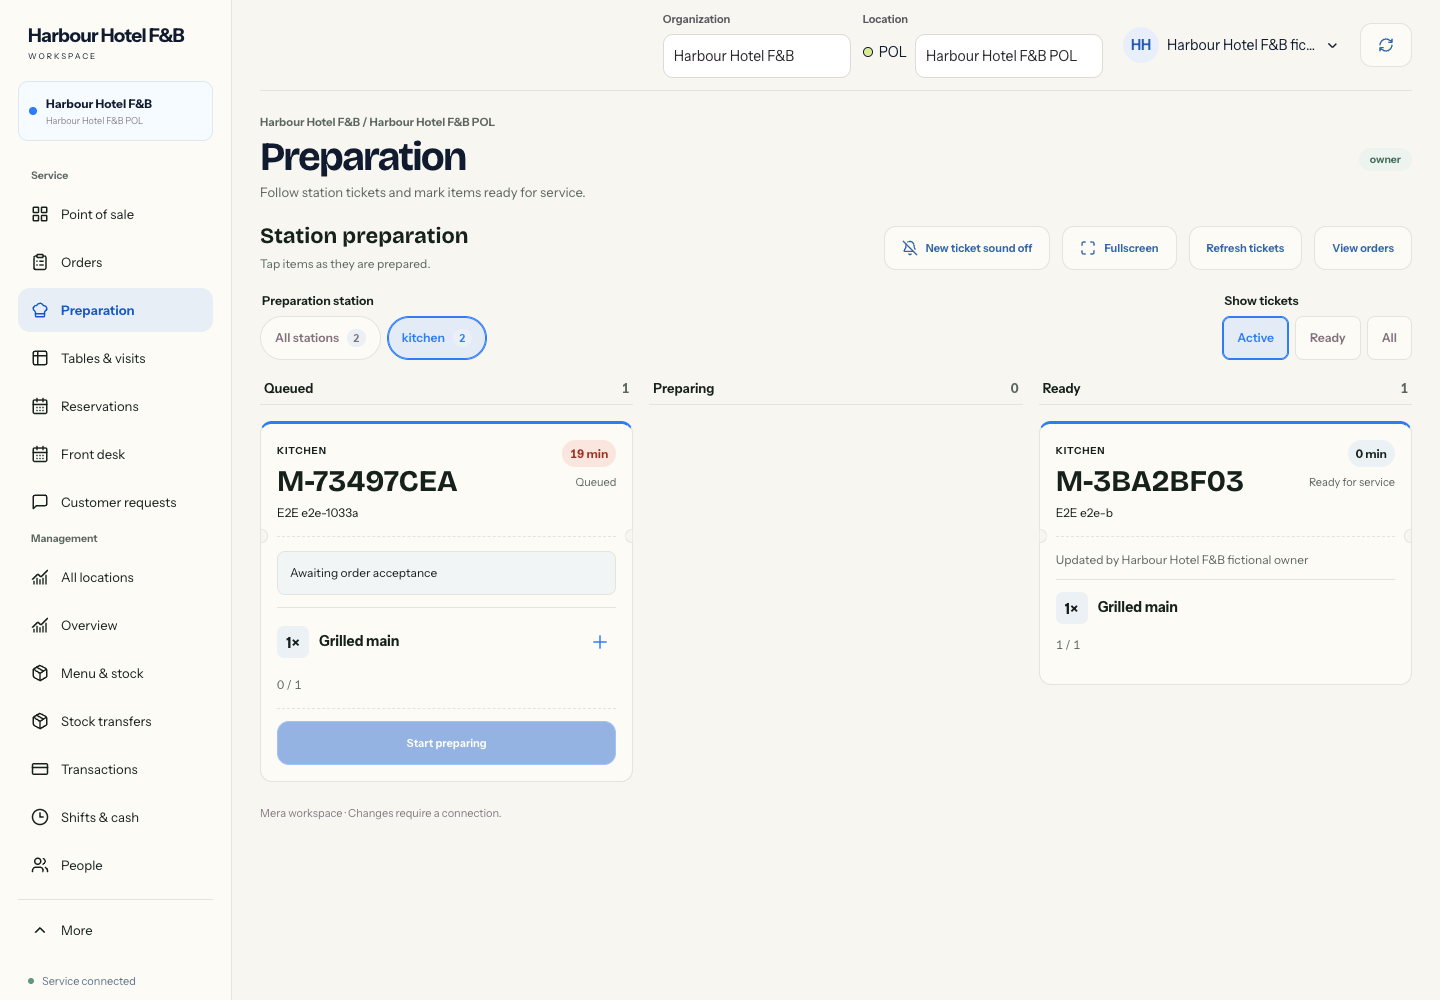 Harbour Hotel F&B
WORKSPACE
Harbour Hotel F&B
Harbour Hotel F&B POL
Service
Point of sale
Orders
Preparation
Tables & visits
Reservations
Front desk
Customer requests
Management
All locations
Overview
Menu & stock
Stock transfers
Transactions
Shifts & cash
People
More
Service connected
Organization
Harbour Hotel F&B
Location
POL
Harbour Hotel F&B POL
HH
Harbour Hotel F&B fic...
Harbour Hotel F&B / Harbour Hotel F&B POL
Preparation
owner
Follow station tickets and mark items ready for service.
Station preparation
Tap items as they are prepared.
New ticket sound off
Fullscreen
Refresh tickets
View orders
Preparation station
All stations 2
kitchen 2
Show tickets
Active
Ready
All
Queued 1
KITCHEN
19 min
M-73497CEA
Queued
E2E e2e-1033a
Awaiting order acceptance
1× Grilled main
0 / 1
Start preparing
Preparing 0
Ready 1
KITCHEN
0 min
M-3BA2BF03
Ready for service
E2E e2e-b
Updated by Harbour Hotel F&B fictional owner
1× Grilled main
1 / 1
Mera workspace · Changes require a connection.